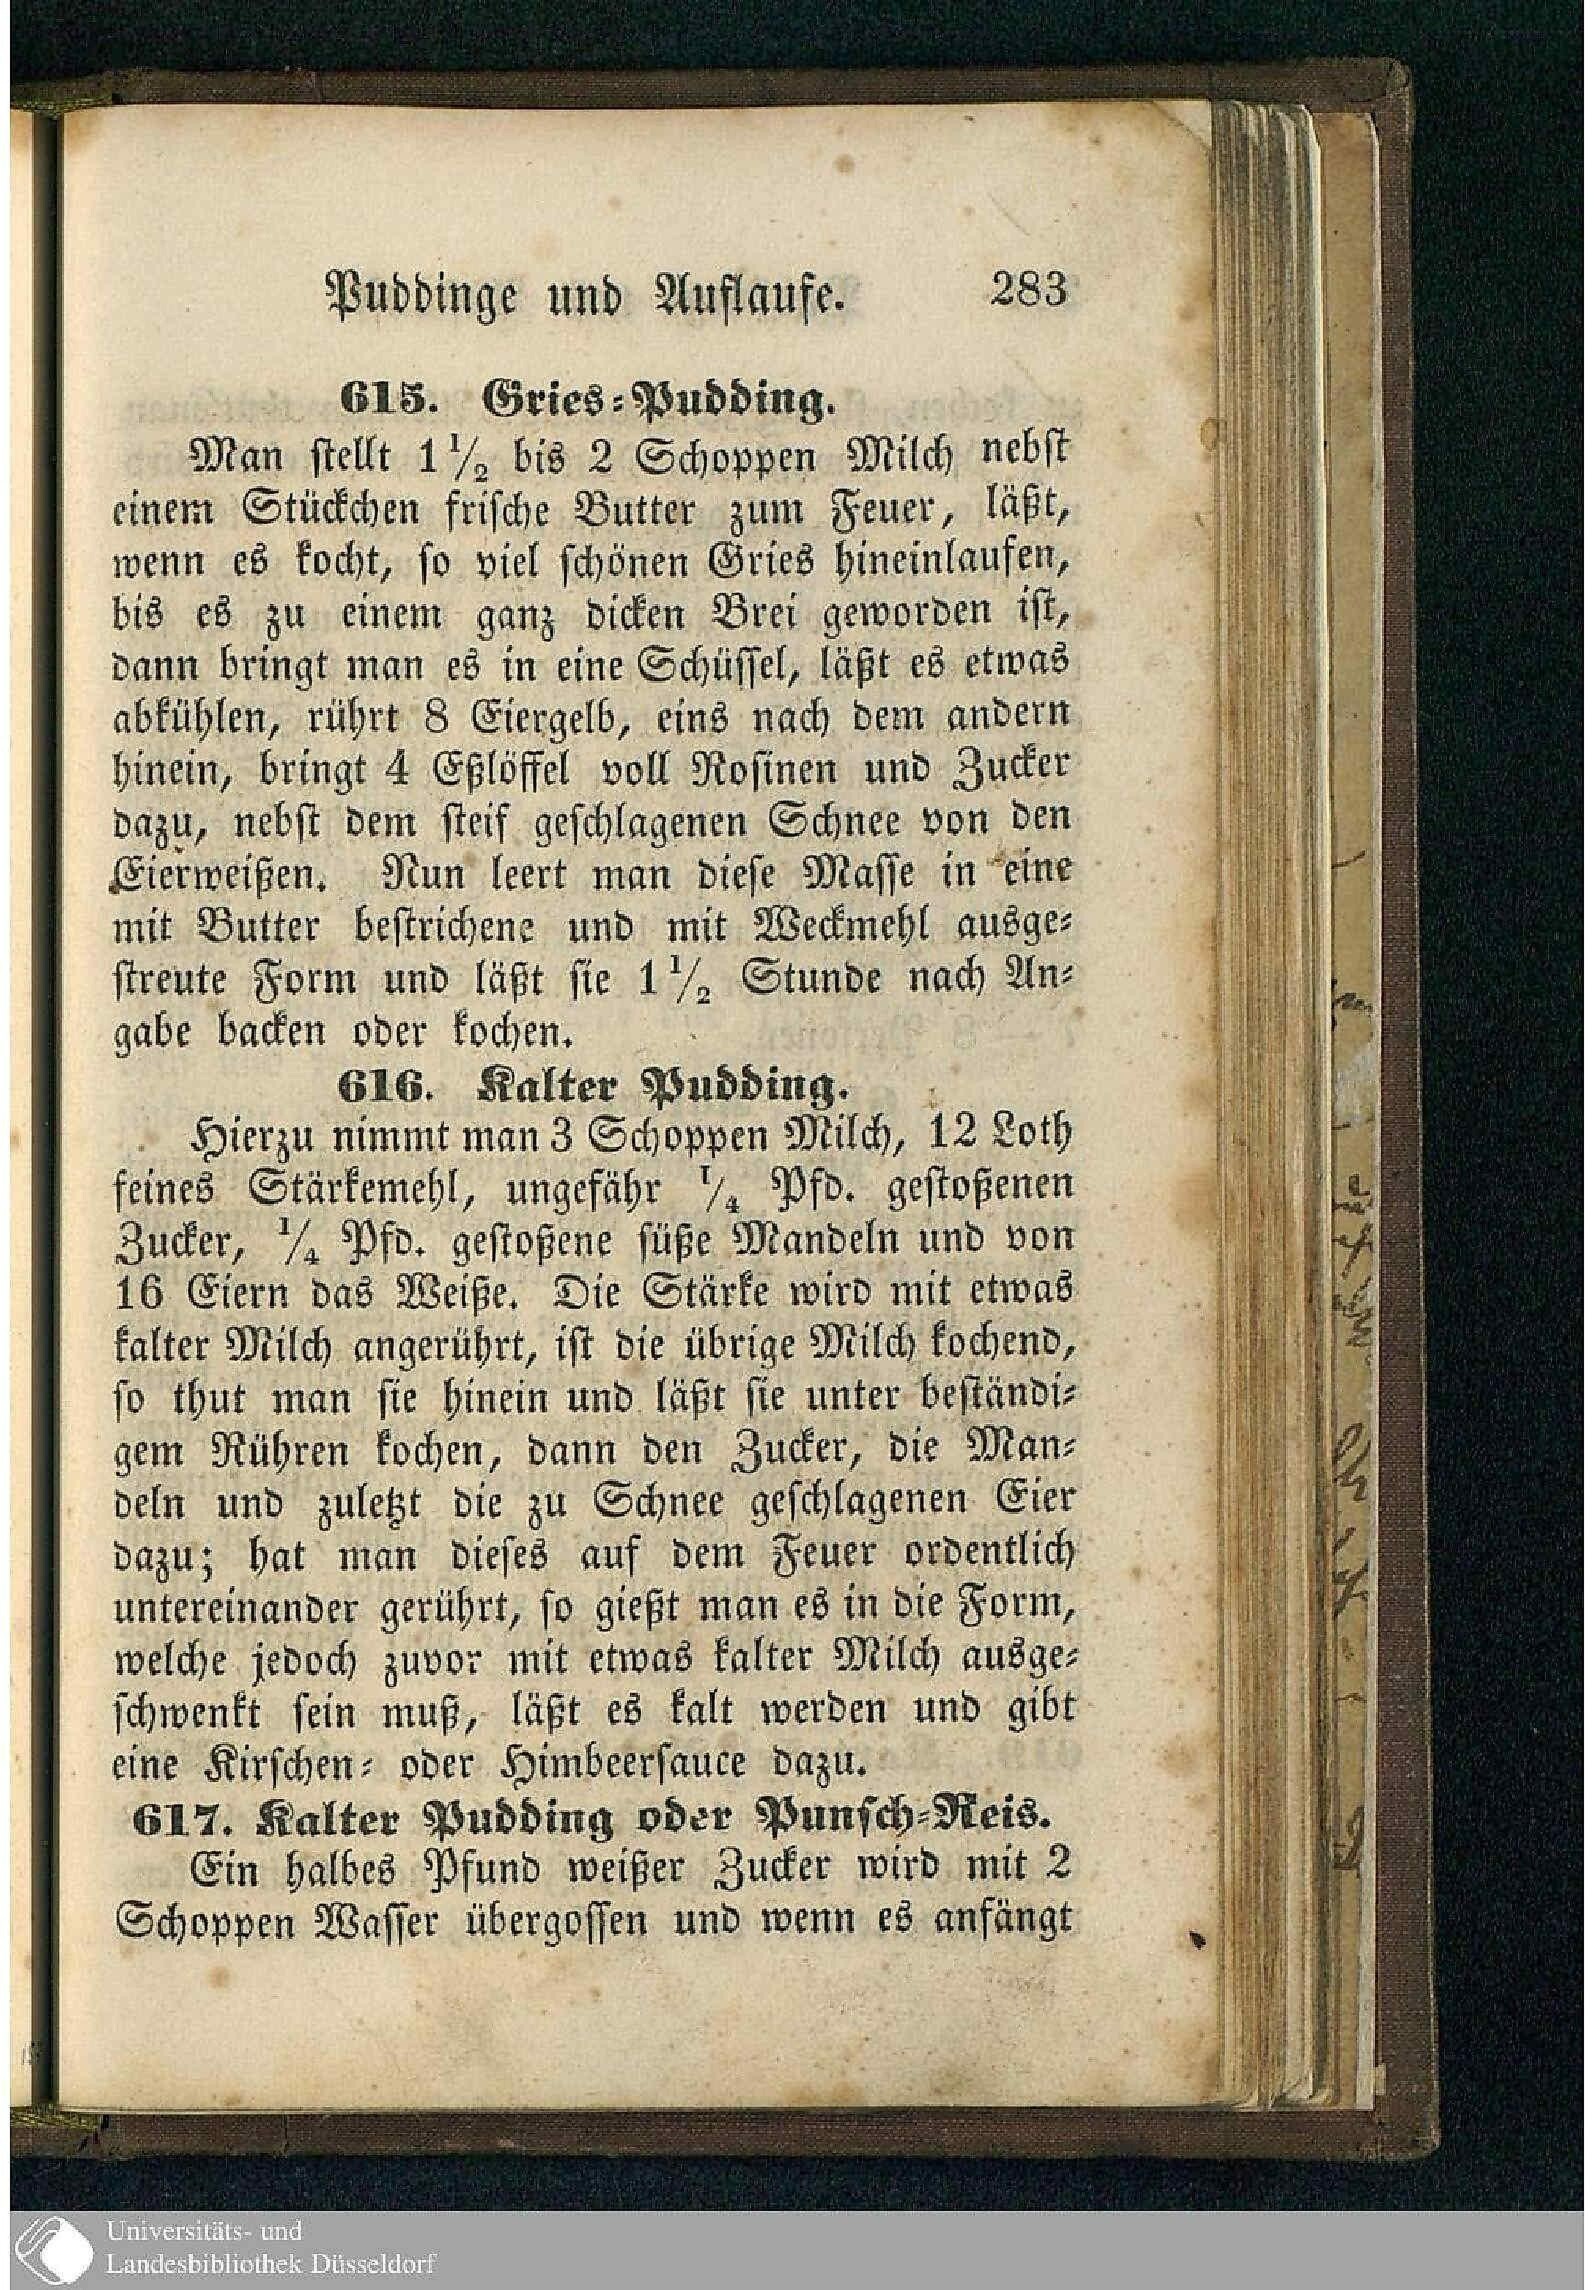 Puddinge und Auflaufe. 283
615. Gries-Pudding.
Man stellt 1 1/2 bis 2 Schoppen Milch nebst
einem Stückchen frische Butter zum Feuer, läßt,
wenn es kocht, so viel schönen Gries hineinlaufen,
bis es zu einem ganz dicken Brei geworden ist,
dann bringt man es in eine Schüssel, läßt es etwas
abkühlen, rührt 8 Eiergelb, eins nach dem andern
hinein, bringt 4 Eßlöffel voll Rosinen und Zucker
dazu, nebst dem steif geschlagenen Schnee von den
Eierweißen. Nun leert man diese Masse in eine
mit Butter bestrichene und mit Weckmehl ausge-
streute Form und läßt sie 1 1/2 Stunde nach An-
gabe backen oder kochen.
616. Kalter Pudding.
Hierzu nimmt man 3 Schoppen Milch, 12 Loth
feines Stärkemehl, ungefähr 1/4 Pfd. gestoßenen
Zucker, 1/4 Pfd. gestoßene süße Mandeln und von
16 Eiern das Weiße. Die Stärke wird mit etwas
kalter Milch angerührt, ist die übrige Milch kochend,
so thut man sie hinein und läßt sie unter beständi-
gem Rühren kochen, dann den Zucker, die Man-
deln und zuletzt die zu Schnee geschlagenen Eier
dazu; hat man dieses auf dem Feuer ordentlich
untereinander gerührt, so gießt man es in die Form,
welche jedoch zuvor mit etwas kalter Milch ausge-
schwenkt sein muß, läßt es kalt werden und gibt
eine Kirschen- oder Himbeersauce dazu.
617. Kalter Pudding oder Punsch-Reis.
Ein halbes Pfund weißer Zucker wird mit 2
Schoppen Wasser übergossen und wenn es anfängt
Universitäts- und
Landesbibliothek Düsseldorf